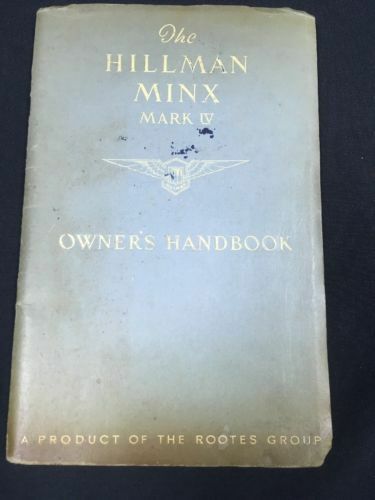 The
HILLMAN
MINX
MARK IV
OWNER'S HANDBOOK
A PRODUCT OF THE ROOTES GROUP